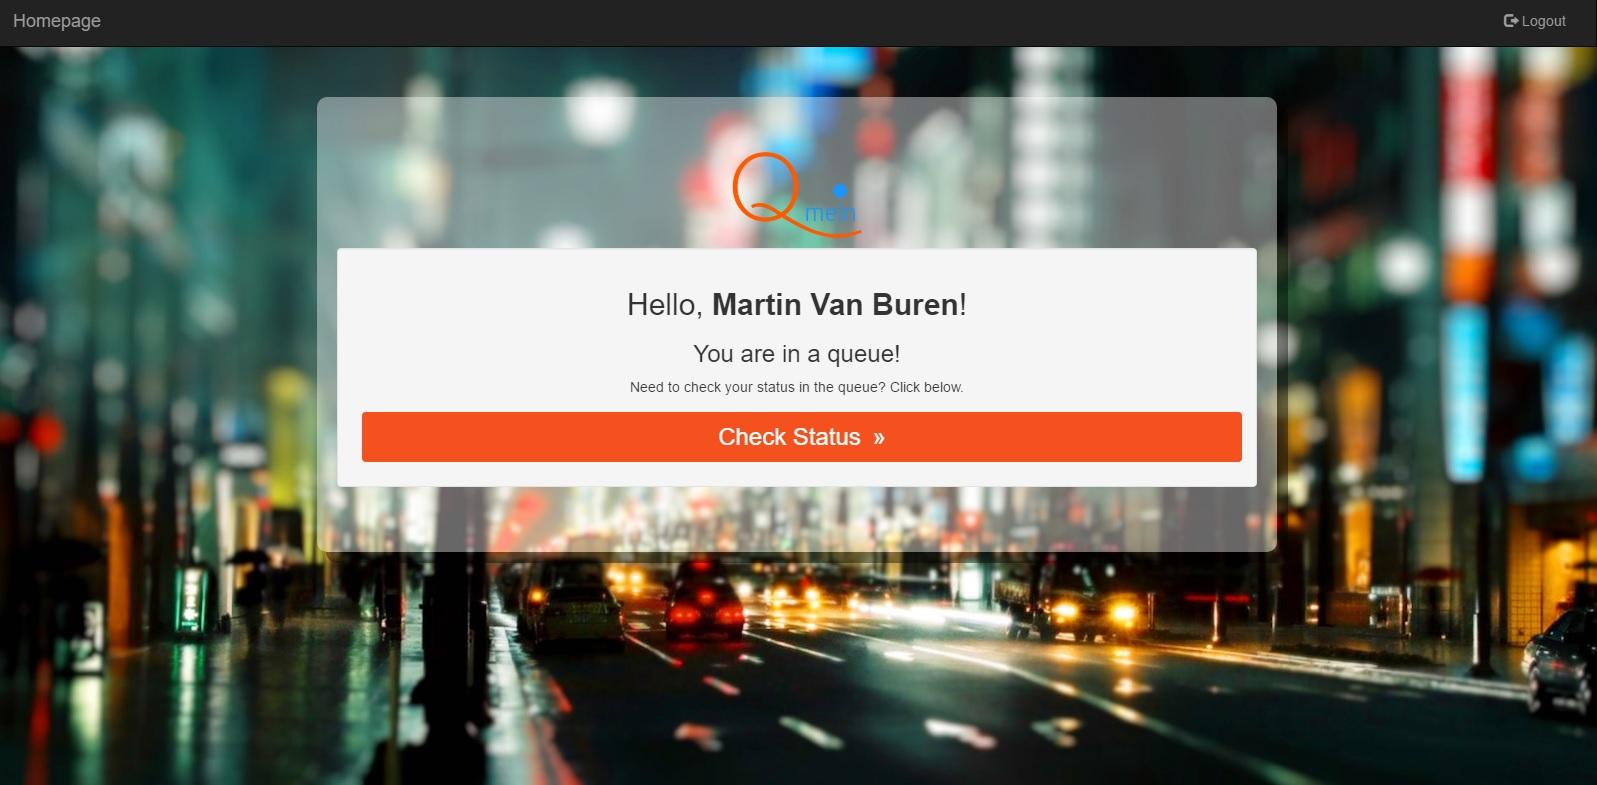 Homepage
Logout
Q mein
Hello, Martin Van Buren!
You are in a queue!
Need to check your status in the queue? Click below.
Check Status »